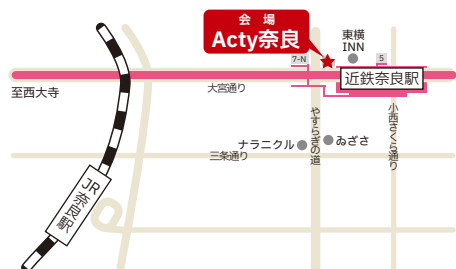 会 場
Acty奈良
東横
INN
7-N
5
近鉄奈良駅
至西大寺
大宮通り
やすらぎの道
小西さくら通り
ナラニクル
ゐざさ
三条通り
JR奈良駅